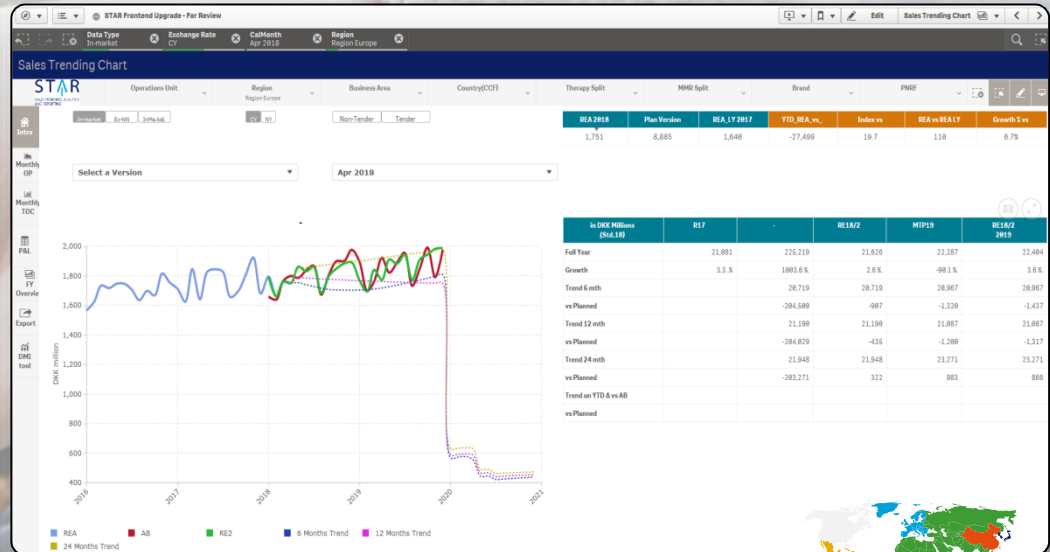 STAR Frontend Upgrade - For Review
Edit
Sales Trending Chart
Data Type
In-market
Exchange Rate
CY
CalMonth
Apr 2018
Region
Region Europe
Sales Trending Chart
STAR
Operations Unit
Region
Region Europe
Business Area
Country(CCF)
Therapy Split
MMR Split
Brand
PNRF
Intro
Monthly OP
Monthly TOC
P&L
FY Overvie
Export
DMI tool
In-market Ex-NN InMa Adj.
CY NY
Non-Tender Tender
REA 2018 Plan Version REA_LY 2017 YTD_REA_vs_ Index vs REA vs REA LY Growth % vs
1,751 8,885 1,640 -27,499 19.7 110 6.7%
Select a Version
Apr 2018
in DKK Millions (Std.18) R17 - RE18/2 MTP19 RE18/2 2019
Full Year 21,081 226,219 21,626 22,287 22,404
Growth 3.3 % 1003.6 % 2.6 % -90.1 % 3.6 %
Trend 6 mth 20,719 20,719 20,967 20,967
vs Planned -204,500 -907 -1,320 -1,437
Trend 12 mth 21,190 21,190 21,087 21,087
vs Planned -204,029 -435 -1,200 -1,317
Trend 24 mth 21,948 21,948 23,271 23,271
vs Planned -203,271 322 983 866
Trend on YTD Δ vs AB
vs Planned
DKK million
2,000
1,800
1,600
1,400
1,200
1,000
800
600
400
2016 2017 2018 2019 2020 2021
REA AB RE2 6 Months Trend 12 Months Trend
24 Months Trend